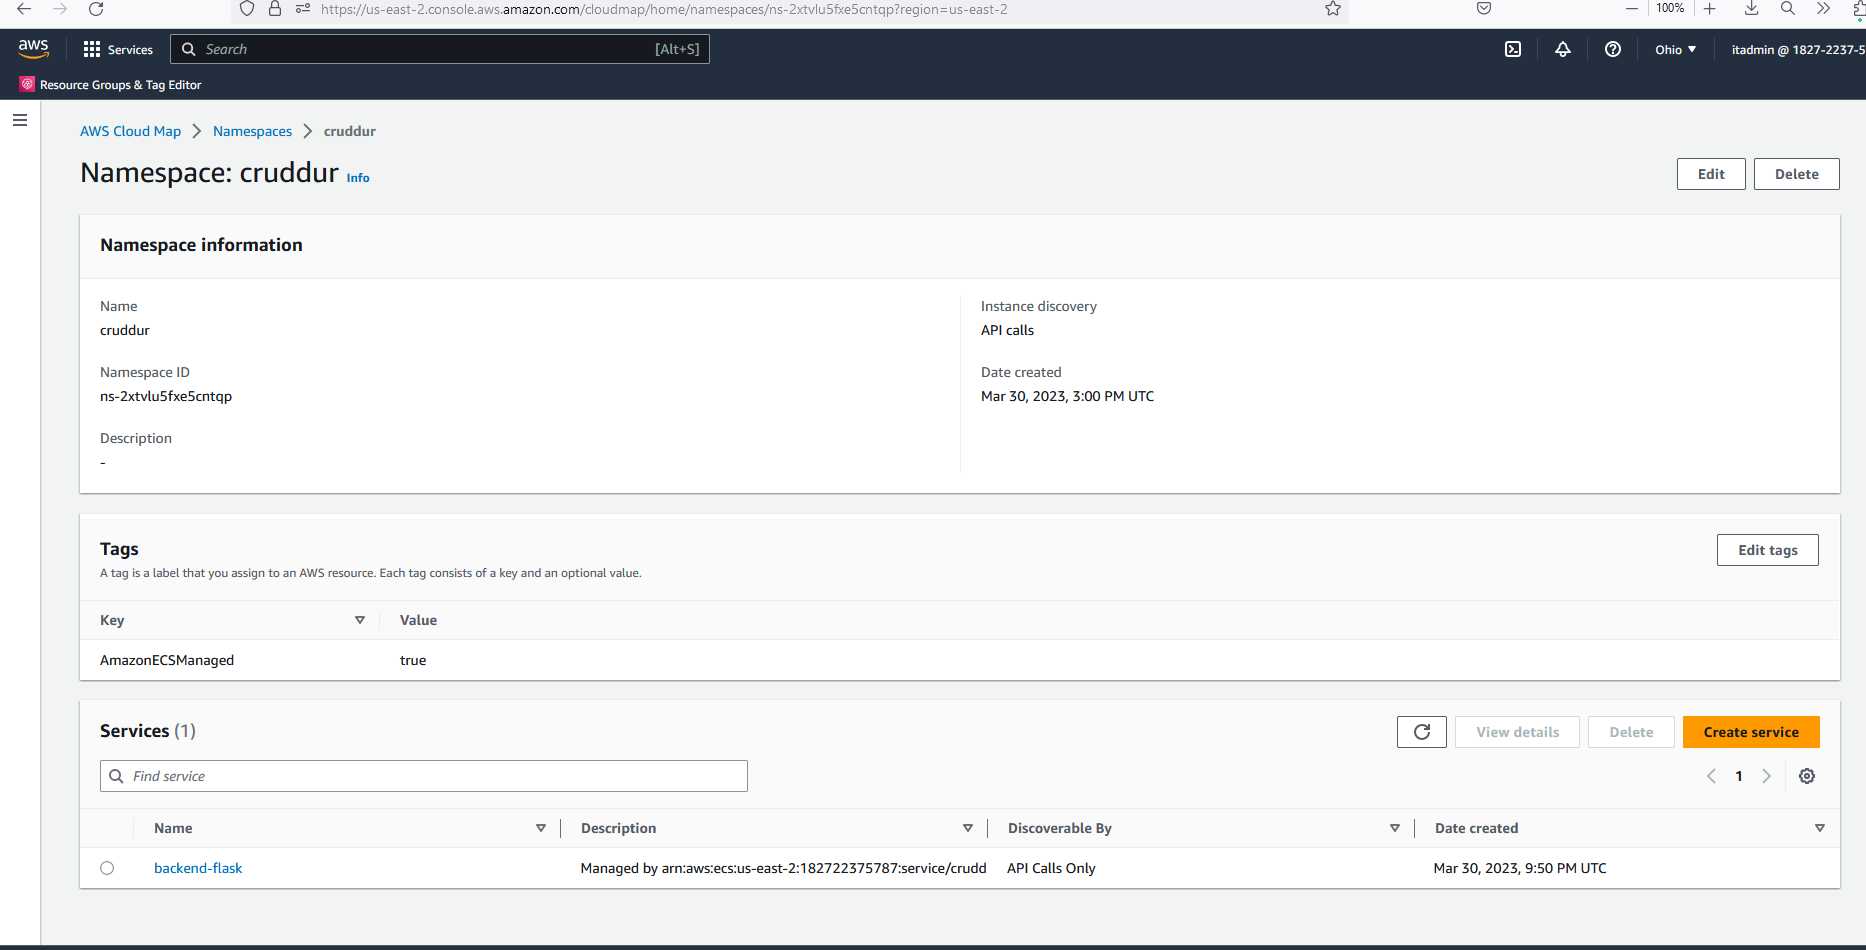 https://us-east-2.console.aws.amazon.com/cloudmap/home/namespaces/ns-2xtvlu5fxe5cntqp?region=us-east-2
100%
aws
Services
Search
[Alt+S]
Ohio
itadmin @ 1827-2237-5
Resource Groups & Tag Editor
AWS Cloud Map
Namespaces
cruddur
Namespace: cruddur Info
Edit
Delete
Namespace information
Name
cruddur
Instance discovery
API calls
Namespace ID
ns-2xtvlu5fxe5cntqp
Date created
Mar 30, 2023, 3:00 PM UTC
Description
-
Tags
Edit tags
A tag is a label that you assign to an AWS resource. Each tag consists of a key and an optional value.
Key
Value
AmazonECSManaged
true
Services (1)
View details
Delete
Create service
Find service
1
Name
Description
Discoverable By
Date created
backend-flask
Managed by arn:aws:ecs:us-east-2:182722375787:service/crudd
API Calls Only
Mar 30, 2023, 9:50 PM UTC